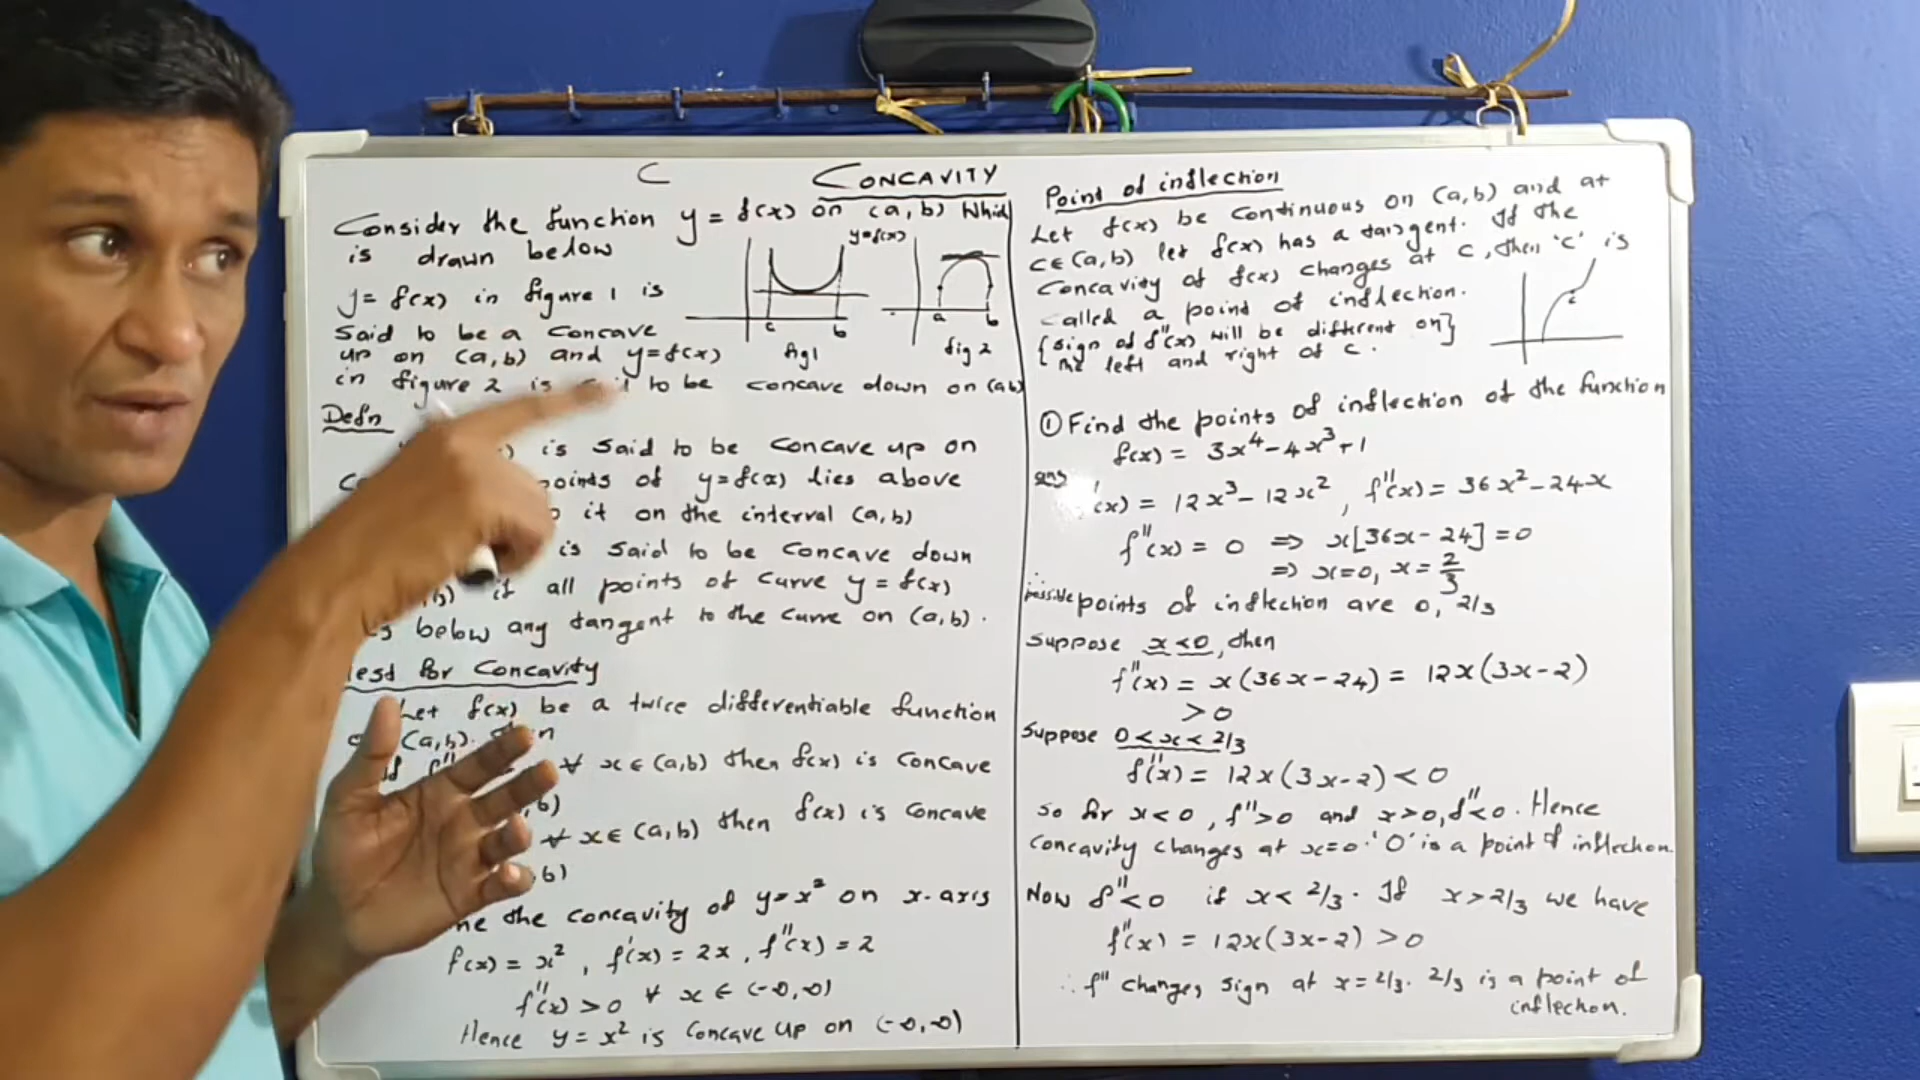 C CONCAVITY
Consider the function y = f(x) on (a, b) which
is drawn below
y=f(x)
y= f(x) in figure 1 is
said to be a concave
c b
a b
up on (a,b) and y=f(x)
fig1
fig 2
in figure 2 is to be concave down on (a,b)
Defn
is said to be concave up on
points of y=f(x) lies above
it on the interval (a,b)
is said to be concave down
if all points of curve y = f(x)
below any tangent to the curve on (a,b).
Test for Concavity
Let f(x) be a twice differentiable function
(a,b). then
If f'' ∀ x ∈ (a,b) then f(x) is concave
b)
∀ x ∈ (a,b) then f(x) is concave
b)
the concavity of y=x² on x-axis
f(x) = x², f'(x) = 2x, f''(x) = 2
f''(x) > 0 ∀ x ∈ (-∞,∞)
Hence y = x² is concave up on (-∞,∞)
Point of inflection
Let f(x) be continuous on (a,b) and at
c∈(a,b) let f(x) has a tangent. If the
concavity of f(x) changes at c, then 'c' is
called a point of inflection.
c
{sign of f''(x) will be different on}
the left and right of c.
① Find the points of inflection of the function
f(x) = 3x⁴-4x³+1
ans
'(x) = 12x³-12x², f''(x) = 36x²-24x
f''(x) = 0 ⇒ x[36x-24]=0
⇒ x=0, x=2/3
∴ possible points of inflection are 0, 2/3
Suppose x<0, then
f''(x) = x(36x-24) = 12x(3x-2)
>0
Suppose 0<x<2/3
f''(x) = 12x(3x-2)<0
So for x<0, f''>0 and x>0, f''<0. Hence
concavity changes at x=0. '0' is a point of inflection.
Now f''<0 if x<2/3. If x>2/3 we have
f''(x) = 12x(3x-2)>0
∴ f'' changes sign at x=2/3. 2/3 is a point of
inflection.